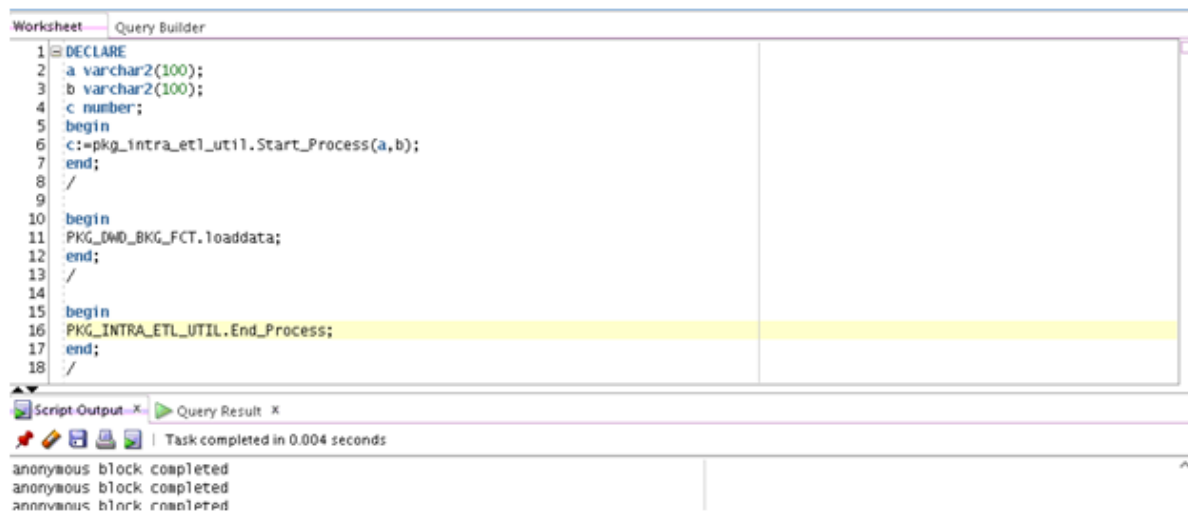 Worksheet Query Builder
1 DECLARE
2 a varchar2(100);
3 b varchar2(100);
4 c number;
5 begin
6 c:=pkg_intra_etl_util.Start_Process(a,b);
7 end;
8 /
9
10 begin
11 PKG_DWD_BKG_FCT.loaddata;
12 end;
13 /
14
15 begin
16 PKG_INTRA_ETL_UTIL.End_Process;
17 end;
18 /
Script Output x Query Result x
Task completed in 0.004 seconds
anonymous block completed
anonymous block completed
anonymous block completed